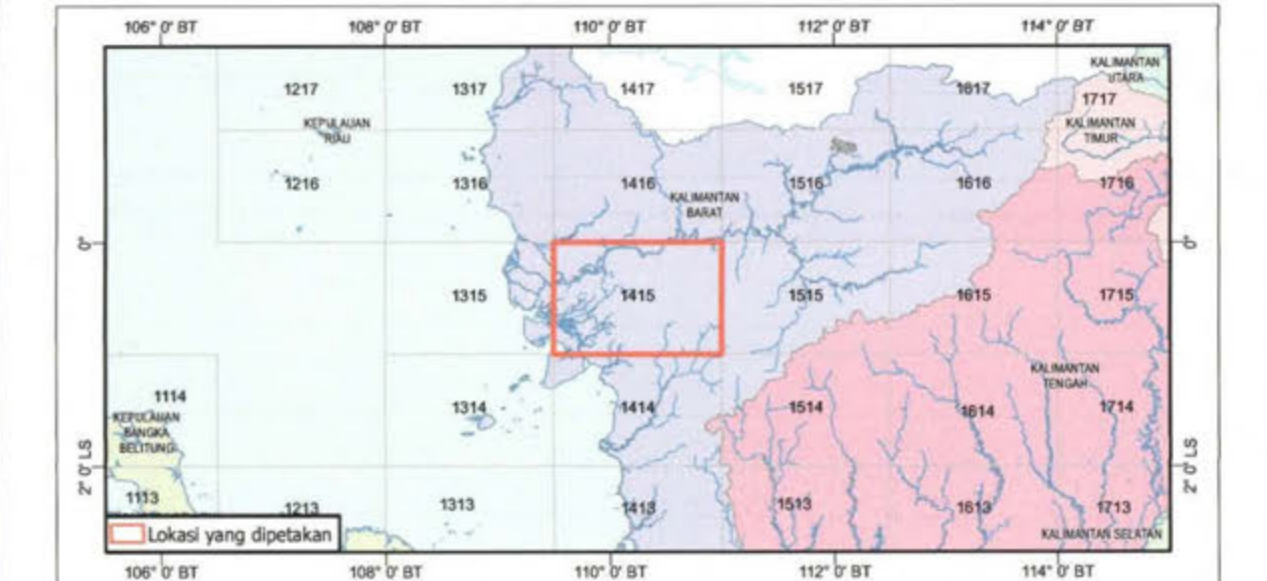 106° 0' BT 108° 0' BT 110° 0' BT 112° 0' BT 114° 0' BT
KALIMANTAN
UTARA
1217 1317 1417 1517 1617 1717
KEPULAUAN
RIAU
KALIMANTAN
TIMUR
1216 1316 1416 1516 1616 1716
KALIMANTAN
BARAT
0° 0°
1315 1415 1515 1615 1715
KALIMANTAN
TENGAH
1114 1314 1414 1514 1614 1714
KEPULAUAN
BANGKA
BELITUNG
2° 0' LS 2° 0' LS
1113 1213 1313 1413 1513 1613 1713
Lokasi yang dipetakan
KALIMANTAN SELATAN
106° 0' BT 108° 0' BT 110° 0' BT 112° 0' BT 114° 0' BT